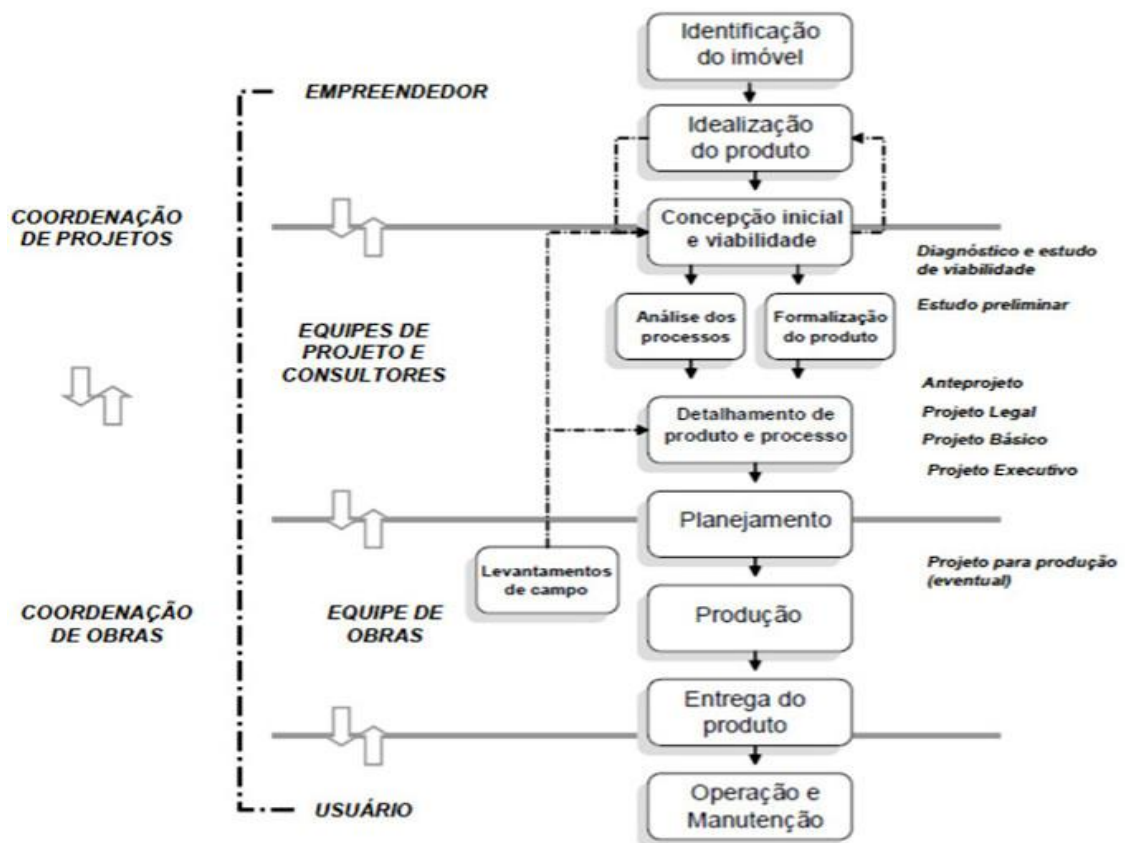 Identificação
do imóvel
EMPREENDEDOR
Idealização
do produto
COORDENAÇÃO
DE PROJETOS
Concepção inicial
e viabilidade
Diagnóstico e estudo
de viabilidade
Estudo preliminar
EQUIPES DE
PROJETO E
CONSULTORES
Análise dos
processos
Formalização
do produto
Anteprojeto
Projeto Legal
Projeto Básico
Projeto Executivo
Detalhamento de
produto e processo
Planejamento
Levantamentos
de campo
Projeto para produção
(eventual)
COORDENAÇÃO
DE OBRAS
EQUIPE DE
OBRAS
Produção
Entrega do
produto
USUÁRIO
Operação e
Manutenção